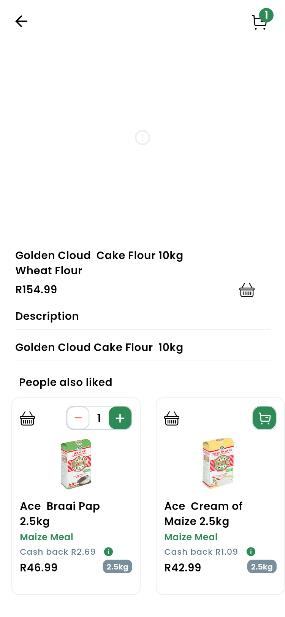 1
Golden Cloud Cake Flour 10kg
Wheat Flour
R154.99
Description
Golden Cloud Cake Flour 10kg
People also liked
− 1 +
Ace Braai Pap
2.5kg
Maize Meal
Cash back R2.69
R46.99 2.5kg
Ace Cream of
Maize 2.5kg
Maize Meal
Cash back R1.09
R42.99 2.5kg